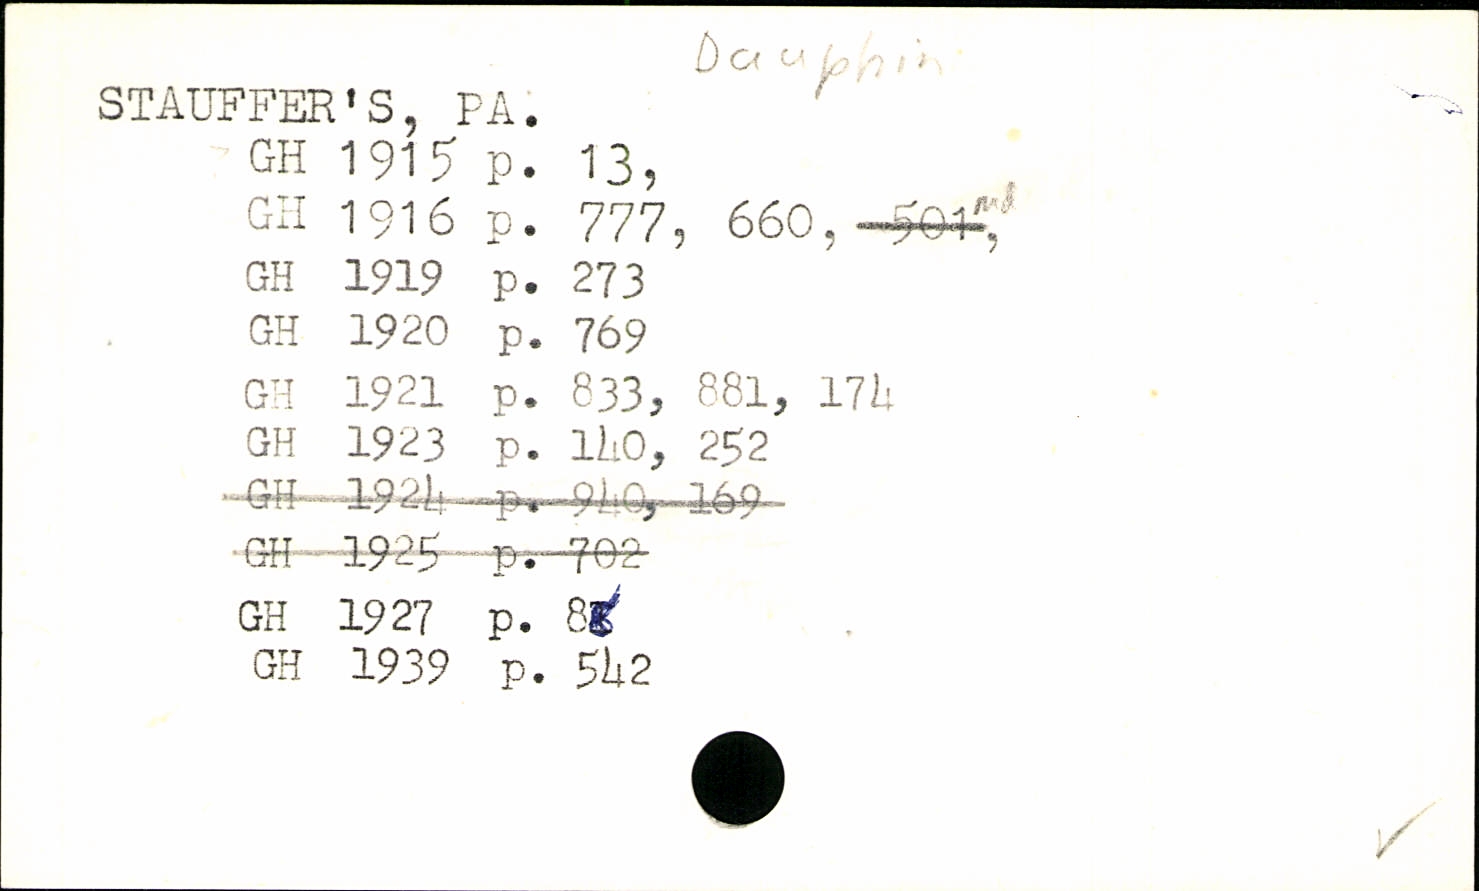 Dauphin
STAUFFER'S, PA.
GH 1915 p. 13,
GH 1916 p. 777, 660, 501, Md
GH 1919 p. 273
GH 1920 p. 769
GH 1921 p. 833, 881, 174
GH 1923 p. 140, 252
GH 1924 p. 940, 169
GH 1925 p. 702
GH 1927 p.
GH 1939 p. 542